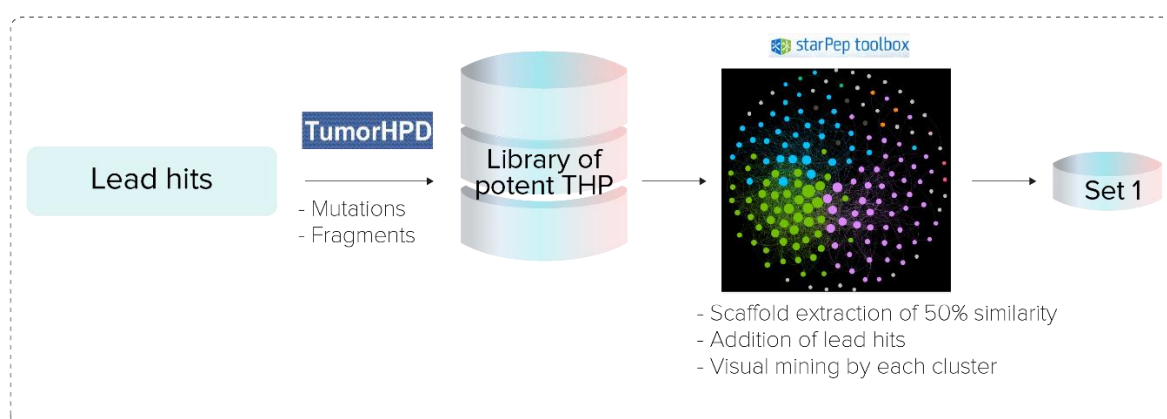 starPep toolbox
TumorHPD
Lead hits
- Mutations
- Fragments
Library of
potent THP
Set 1
- Scaffold extraction of 50% similarity
- Addition of lead hits
- Visual mining by each cluster